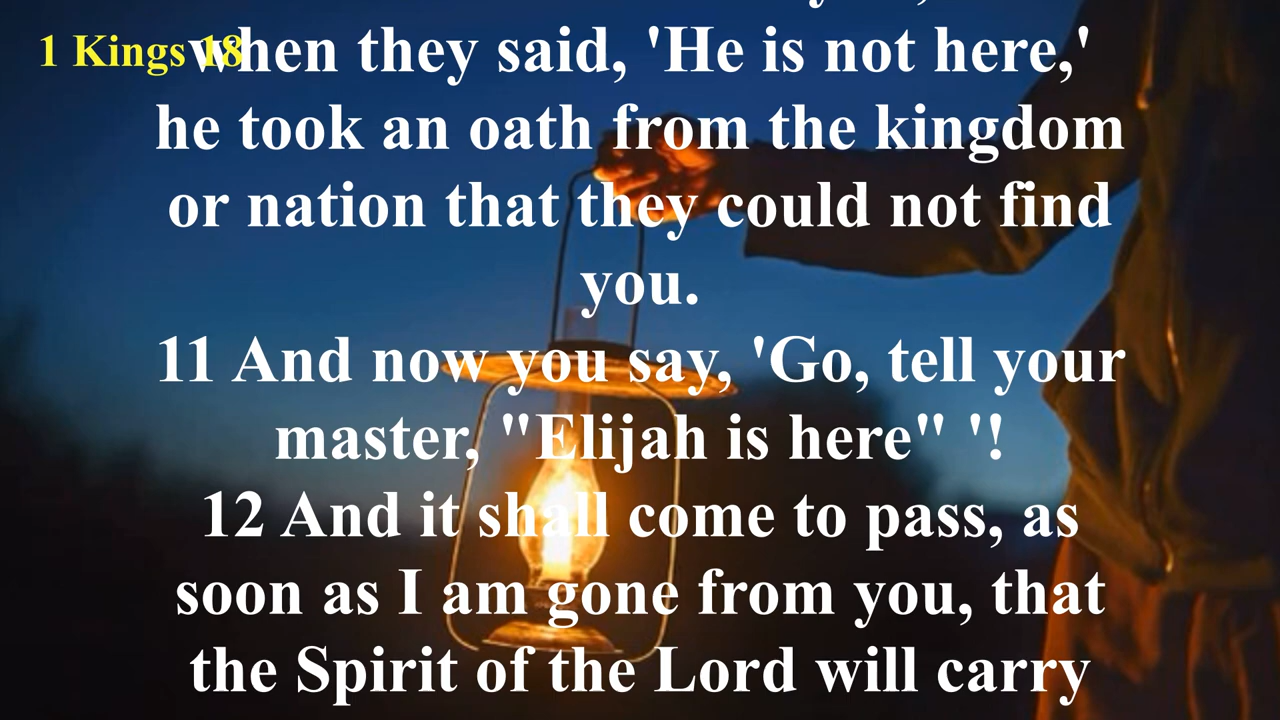 1 Kings 18
when they said, 'He is not here,'
he took an oath from the kingdom
or nation that they could not find
you.
11 And now you say, 'Go, tell your
master, "Elijah is here" '!
12 And it shall come to pass, as
soon as I am gone from you, that
the Spirit of the Lord will carry